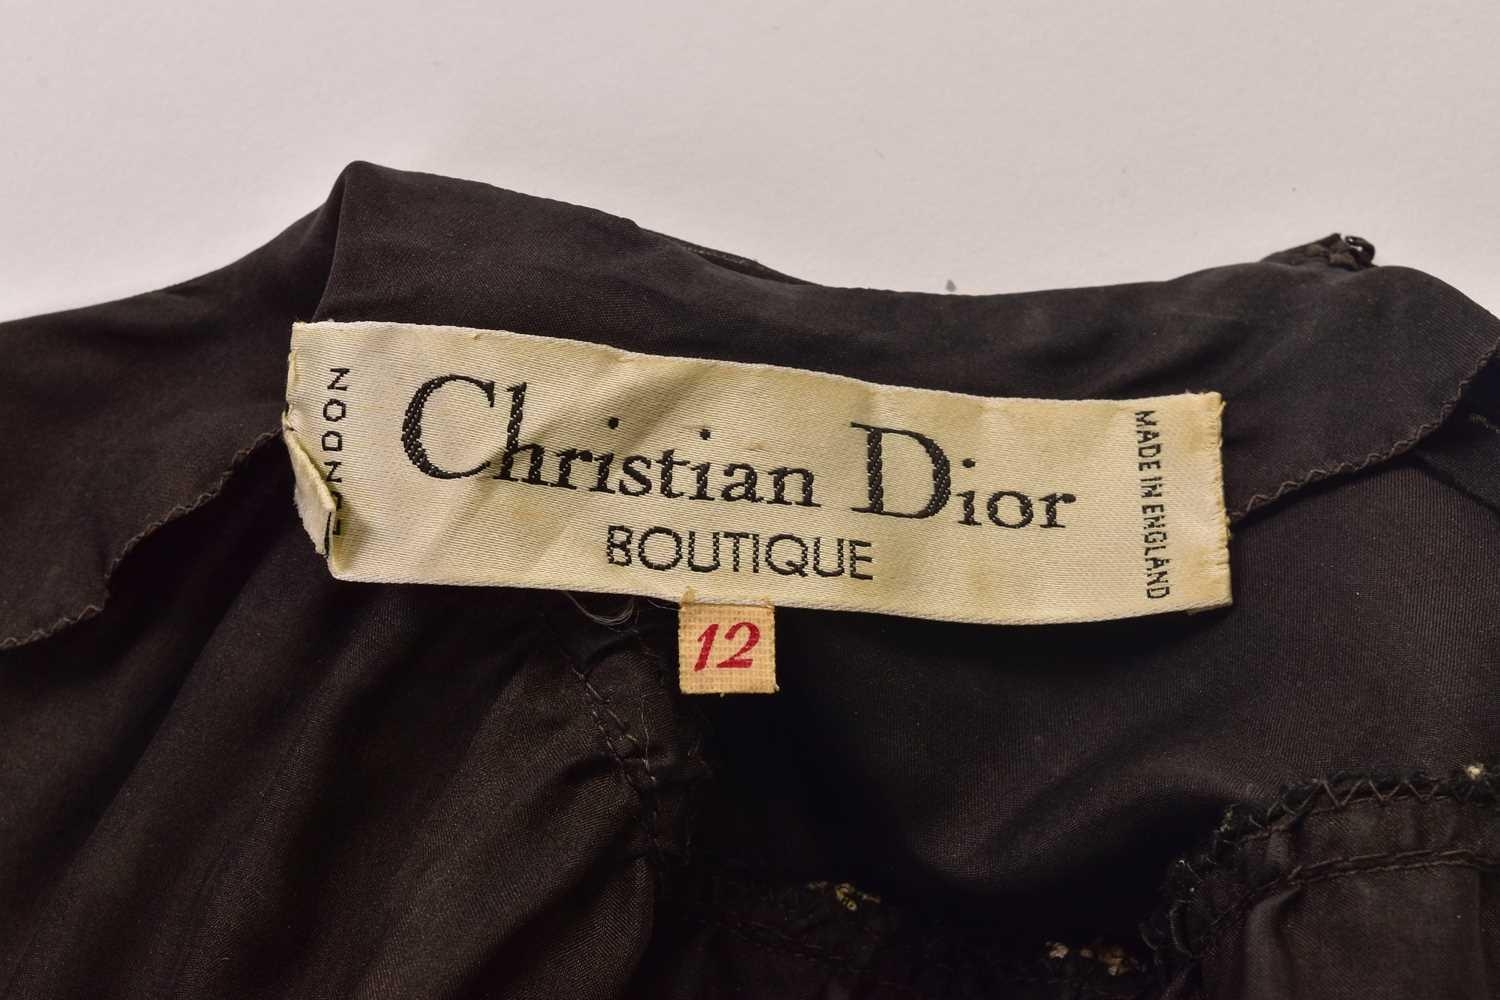 LONDON
Christian Dior
BOUTIQUE
MADE IN ENGLAND
12